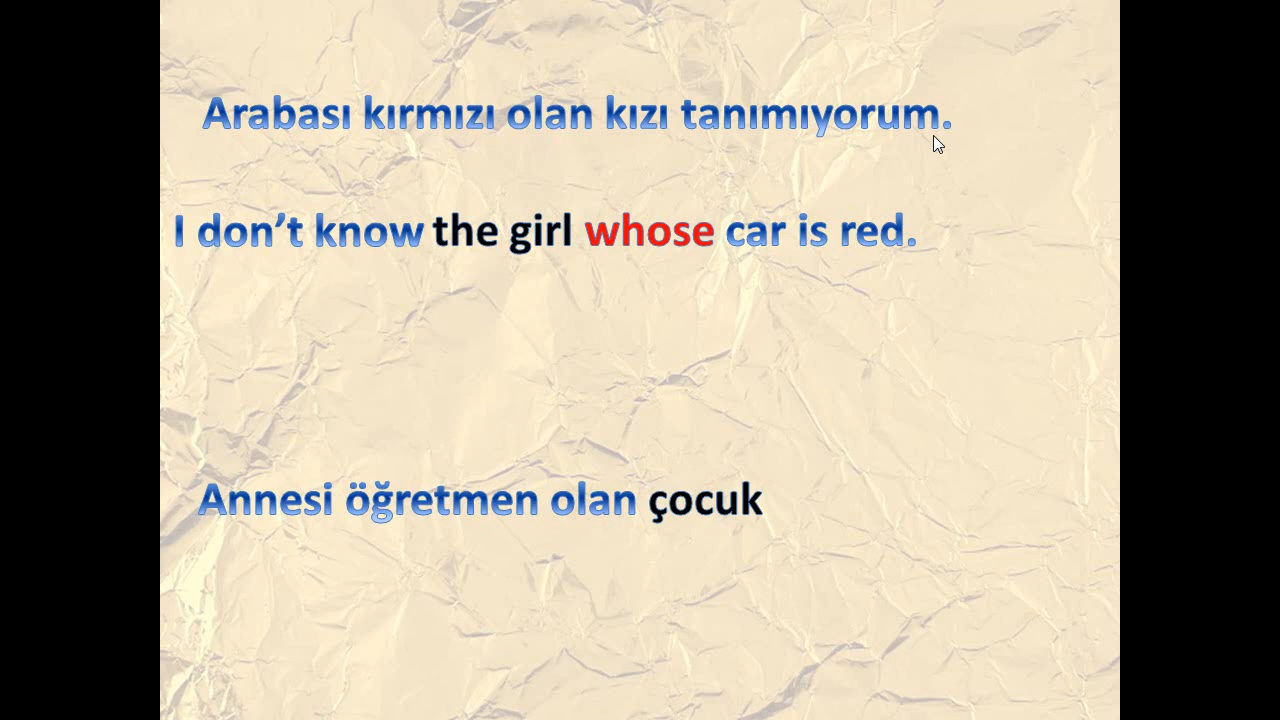 Arabası kırmızı olan kızı tanımıyorum.
I don’t know the girl whose car is red.
Annesi öğretmen olan çocuk